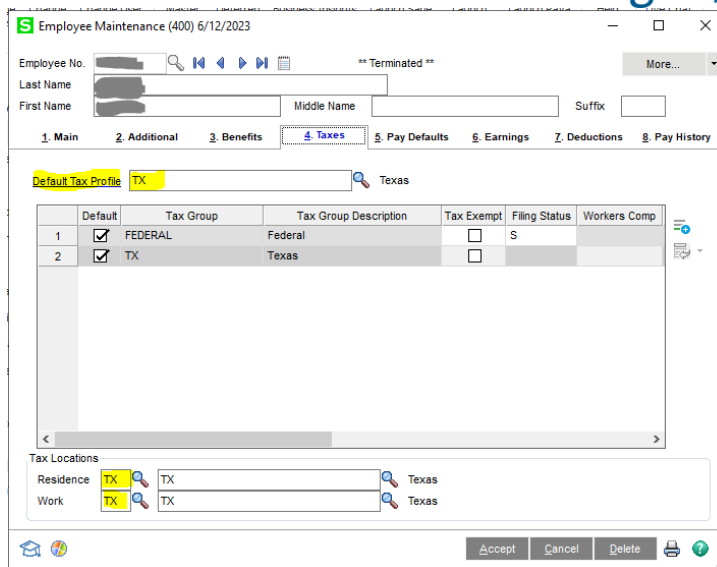 S Employee Maintenance (400) 6/12/2023
Employee No. ** Terminated ** More...
Last Name
First Name Middle Name Suffix
1. Main 2. Additional 3. Benefits 4. Taxes 5. Pay Defaults 6. Earnings 7. Deductions 8. Pay History
Default Tax Profile TX Texas
Default Tax Group Tax Group Description Tax Exempt Filing Status Workers Comp
1 FEDERAL Federal S
2 TX Texas
Tax Locations
Residence TX TX Texas
Work TX TX Texas
Accept Cancel Delete